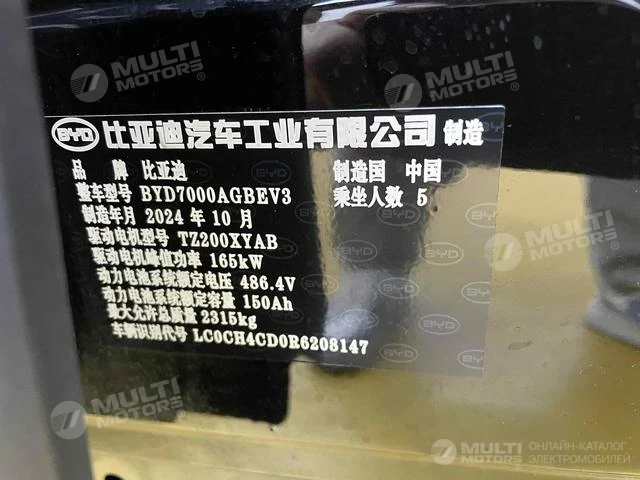 MULTI MOTORS®
MULTI MOTORS®
BYD 比亚迪汽车工业有限公司 制造
品 牌 比亚迪 制造国 中国
整车型号 BYD7000AGBEV3 乘坐人数 5
制造年月 2024 年 10 月
驱动电机型号 TZ200XYAB
驱动电机峰值功率 165kW
动力电池系统额定电压 486.4V
动力电池系统额定容量 150Ah
最大允许总质量 2315kg
车辆识别代号 LC0CH4CD0R6208147
MULTI MOTORS®
MULTI MOTORS
ОНЛАЙН-КАТАЛОГ
ЭЛЕКТРОМОБИЛЕЙ